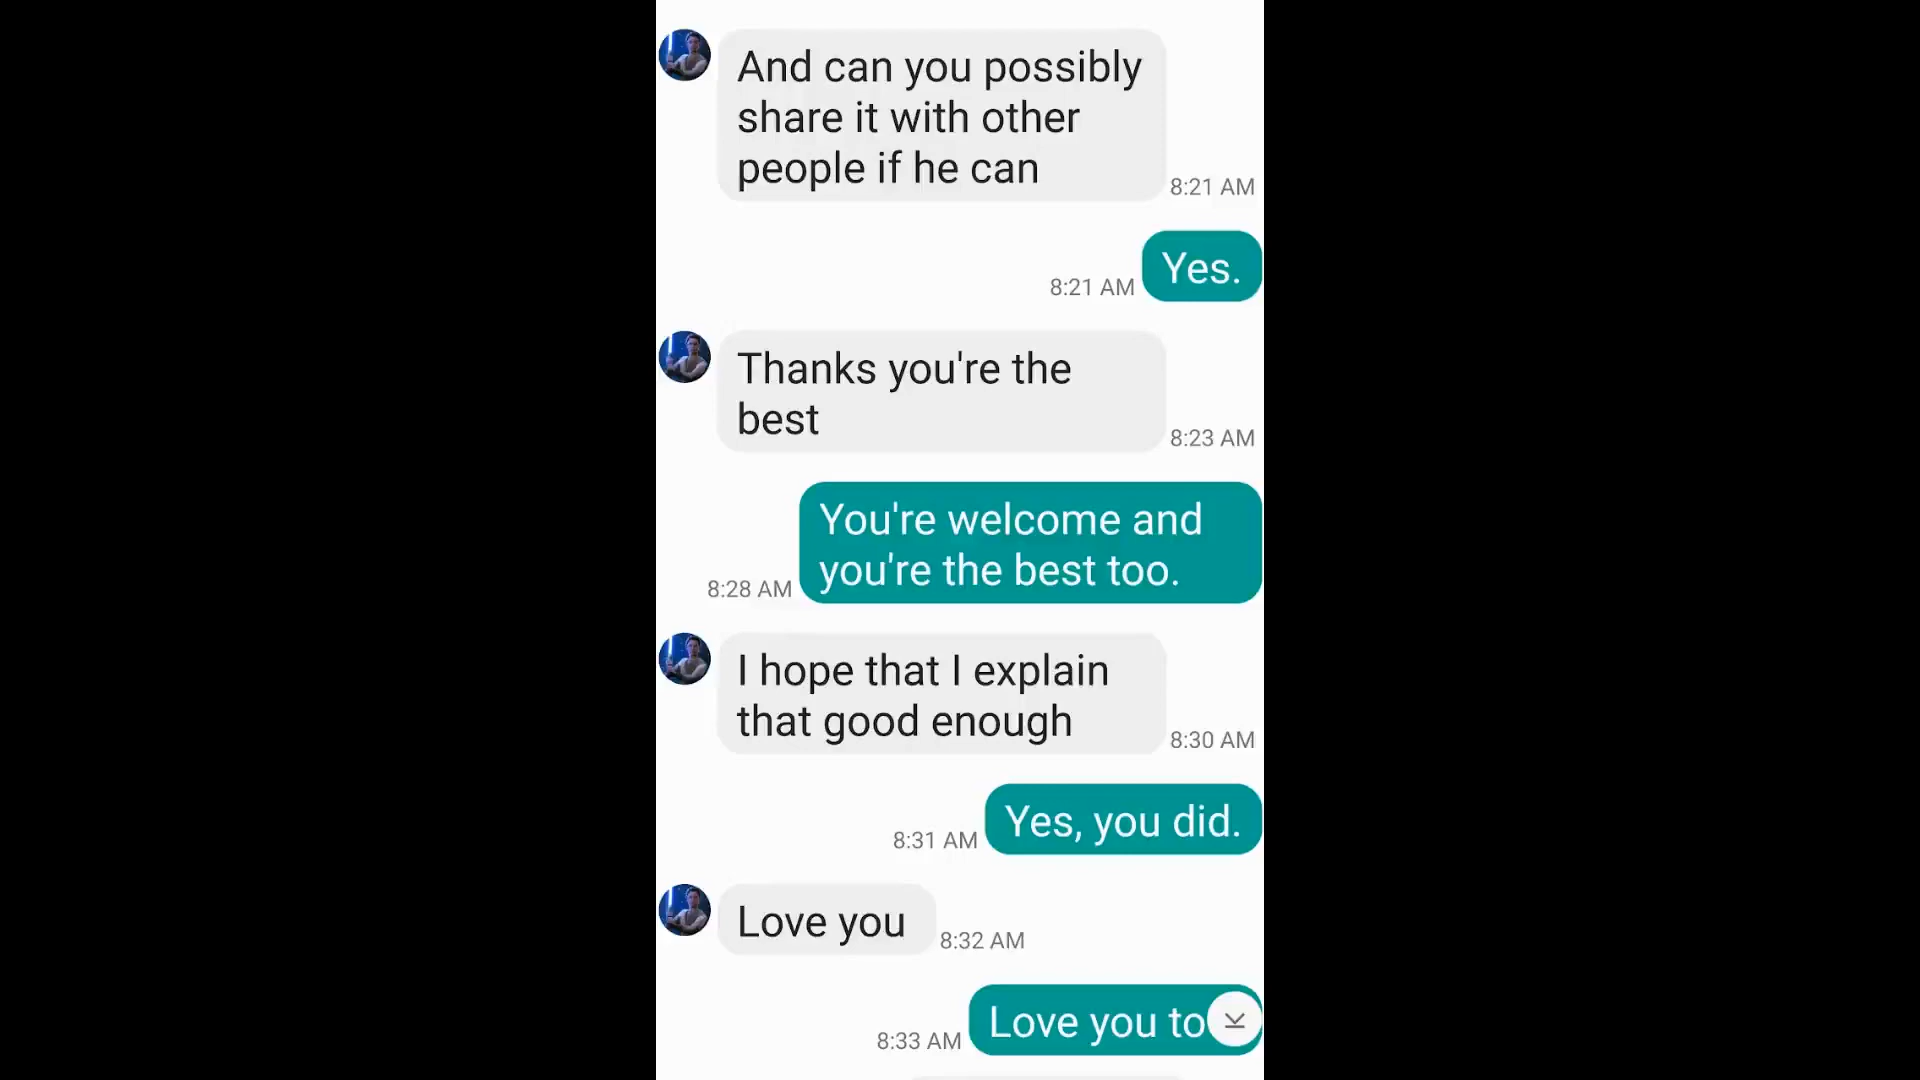 And can you possibly
share it with other
people if he can
8:21 AM
Yes.
8:21 AM
Thanks you're the
best
8:23 AM
You're welcome and
you're the best too.
8:28 AM
I hope that I explain
that good enough
8:30 AM
Yes, you did.
8:31 AM
Love you
8:32 AM
Love you to
8:33 AM